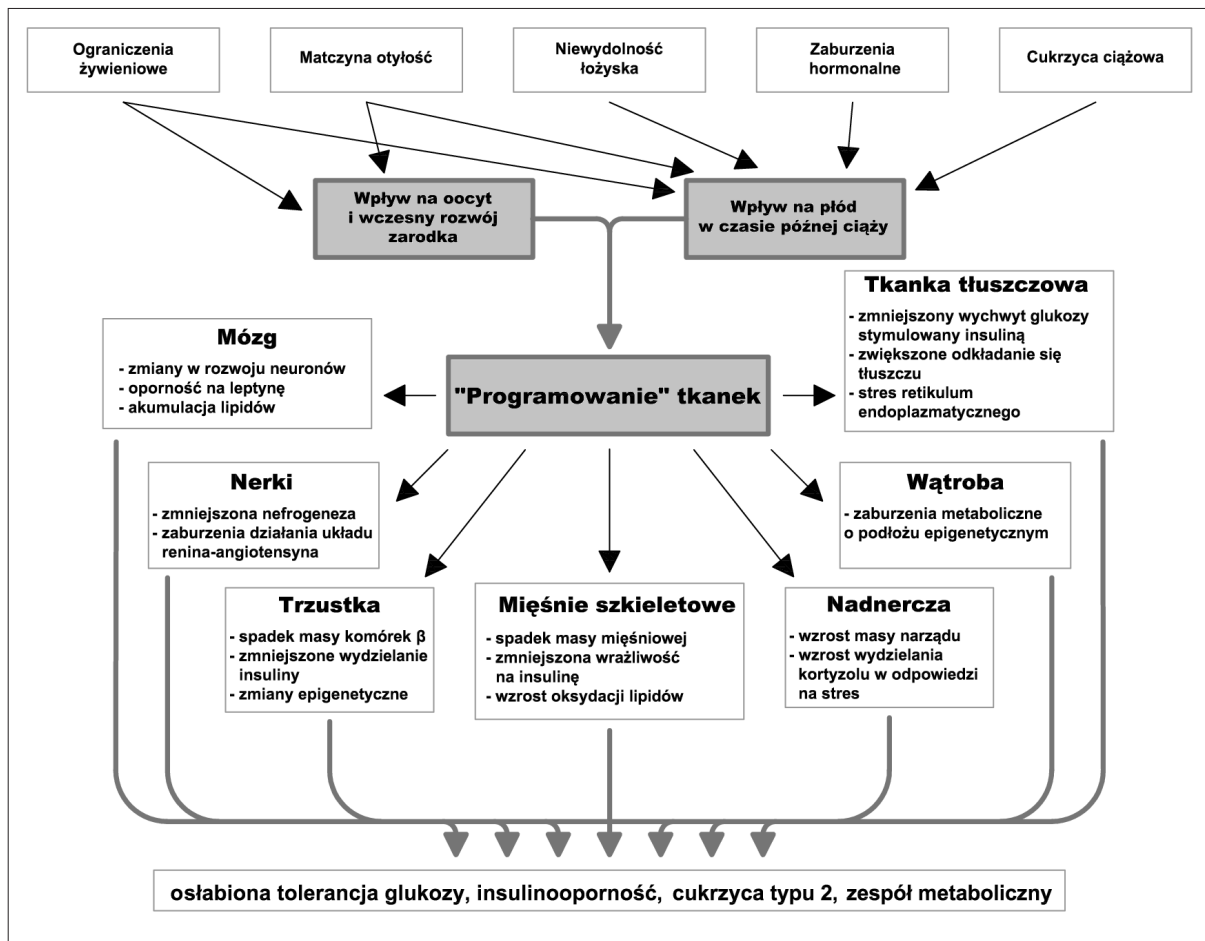 Ograniczenia
żywieniowe
Matczyna otyłość
Niewydolność
łożyska
Zaburzenia
hormonalne
Cukrzyca ciążowa
Wpływ na oocyt
i wczesny rozwój
zarodka
Wpływ na płód
w czasie późnej ciąży
Tkanka tłuszczowa
- zmniejszony wychwyt glukozy
stymulowany insuliną
- zwiększone odkładanie się
tłuszczu
- stres retikulum
endoplazmatycznego
Mózg
- zmiany w rozwoju neuronów
- oporność na leptynę
- akumulacja lipidów
"Programowanie" tkanek
Nerki
- zmniejszona nefrogeneza
- zaburzenia działania układu
renina-angiotensyna
Wątroba
- zaburzenia metaboliczne
o podłożu epigenetycznym
Trzustka
- spadek masy komórek β
- zmniejszone wydzielanie
insuliny
- zmiany epigenetyczne
Mięśnie szkieletowe
- spadek masy mięśniowej
- zmniejszona wrażliwość
na insulinę
- wzrost oksydacji lipidów
Nadnercza
- wzrost masy narządu
- wzrost wydzielania
kortyzolu w odpowiedzi
na stres
osłabiona tolerancja glukozy, insulinooporność, cukrzyca typu 2, zespół metaboliczny